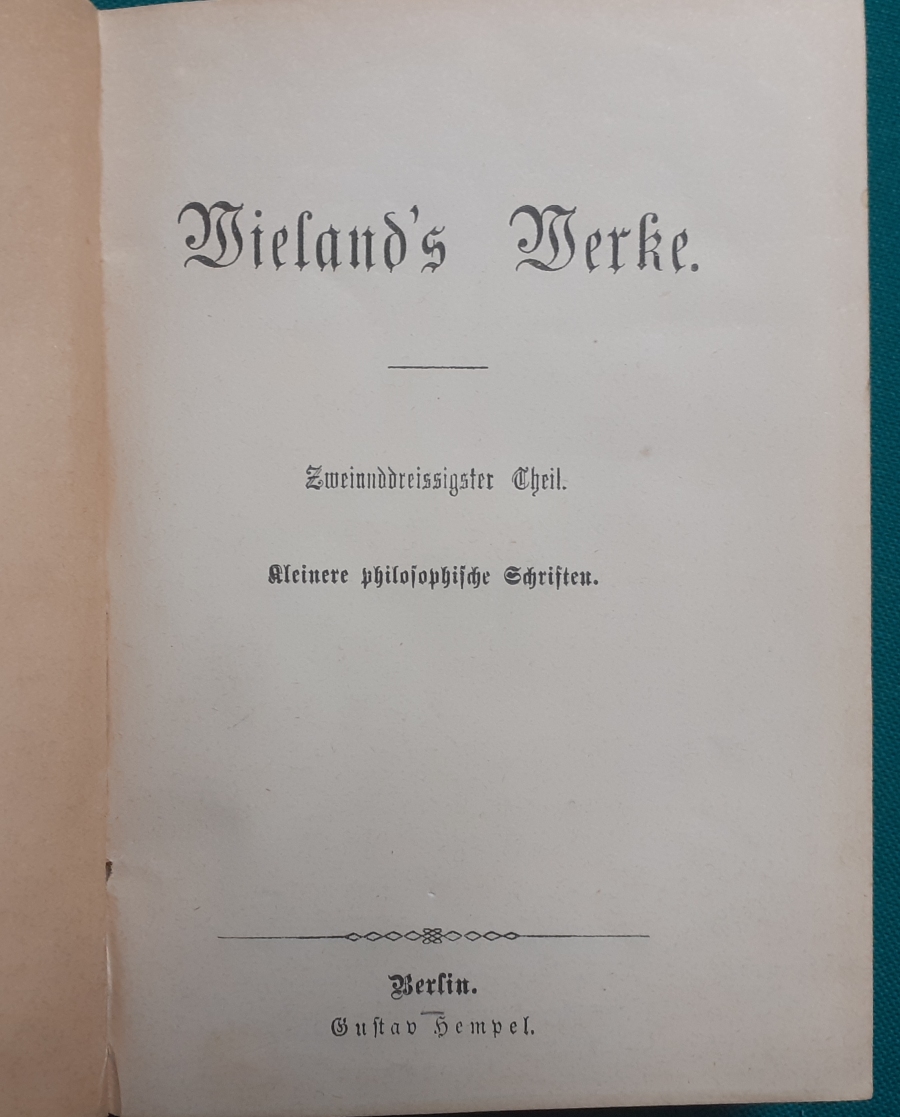 Wieland's Werke.
Zweiunddreissigster Theil.
Kleinere philosophische Schriften.
Berlin.
Gustav Hempel.